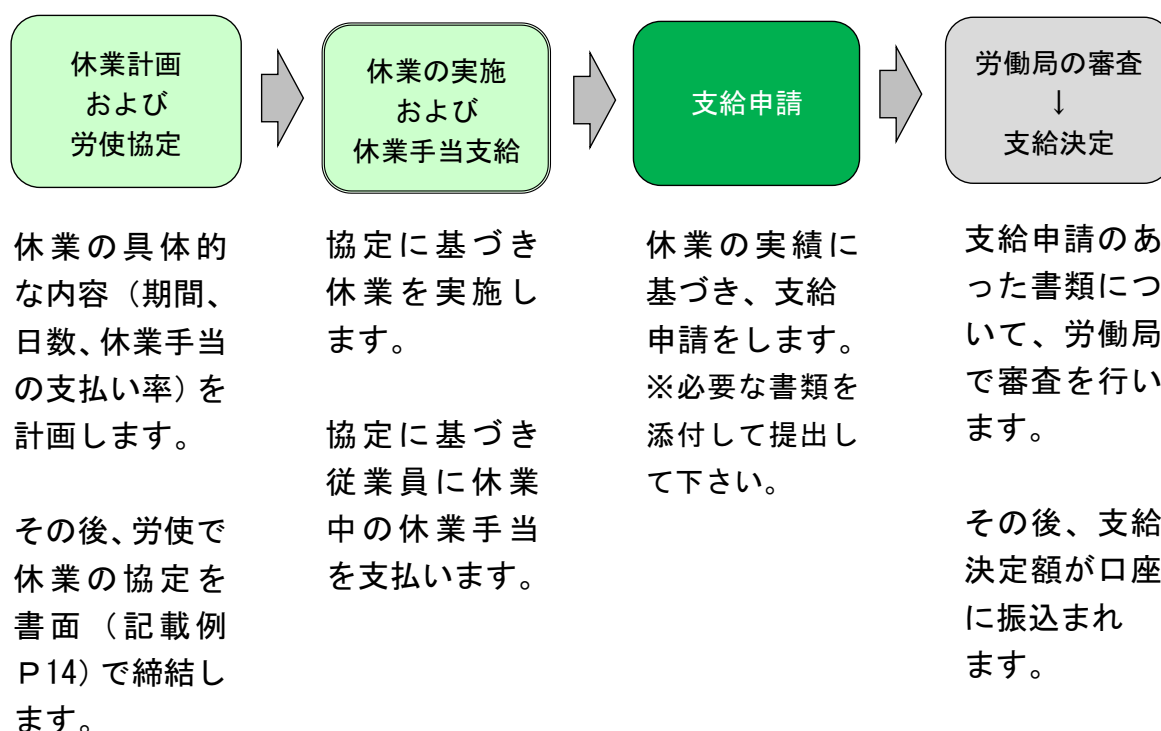 休業計画
および
労使協定
休業の実施
および
休業手当支給
支給申請
労働局の審査
↓
支給決定
休業の具体的
な内容（期間、
日数、休業手当
の支払い率）を
計画します。
その後、労使で
休業の協定を
書面（記載例
Ｐ14）で締結し
ます。
協定に基づき
休業を実施し
ます。
協定に基づき
従業員に休業
中の休業手当
を支払います。
休業の実績に
基づき、支給
申請をします。
※必要な書類を
添付して提出し
て下さい。
支給申請のあ
った書類につ
いて、労働局
で審査を行い
ます。
その後、支給
決定額が口座
に振込まれ
ます。